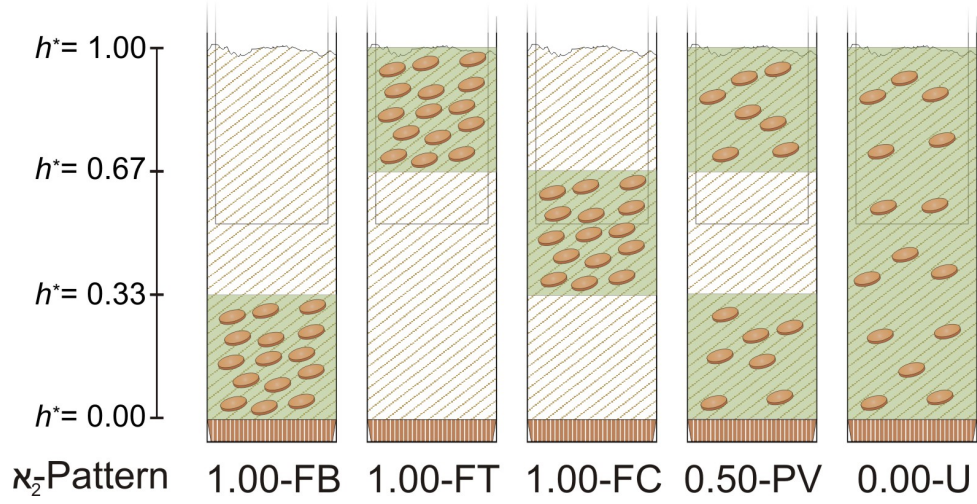 h*= 1.00
h*= 0.67
h*= 0.33
h*= 0.00
ℵ₂-Pattern 1.00-FB 1.00-FT 1.00-FC 0.50-PV 0.00-U